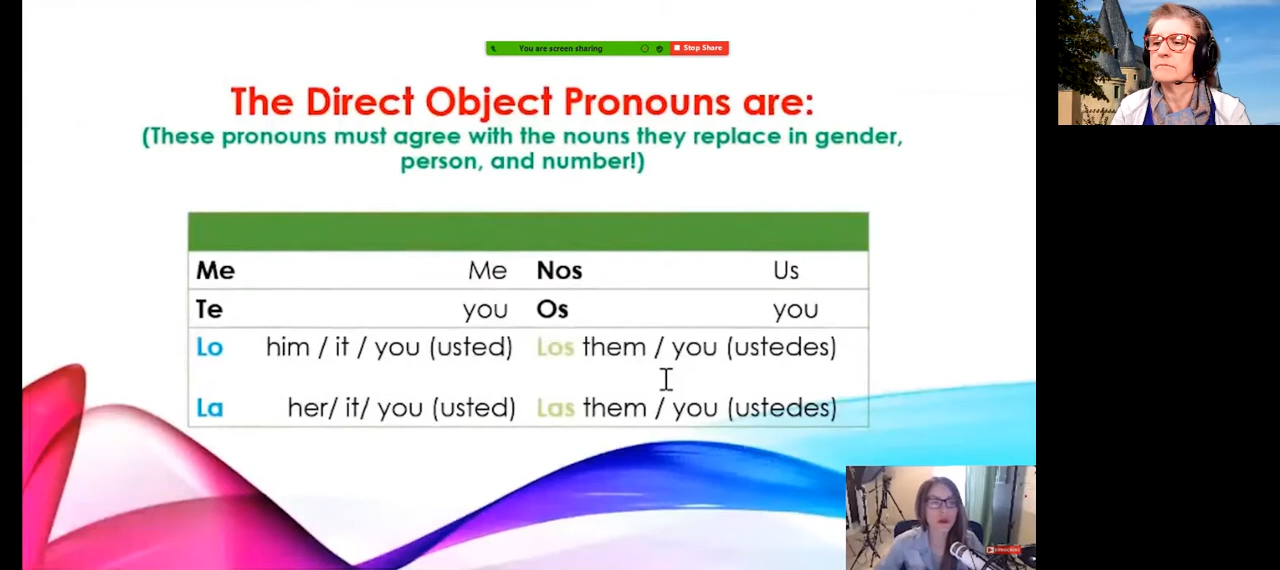 You are screen sharing
Stop Share
The Direct Object Pronouns are:
(These pronouns must agree with the nouns they replace in gender,
person, and number!)
Me Me Nos Us
Te you Os you
Lo him / it / you (usted) Los them / you (ustedes)
La her/ it/ you (usted) Las them / you (ustedes)
SUBSCRIBE